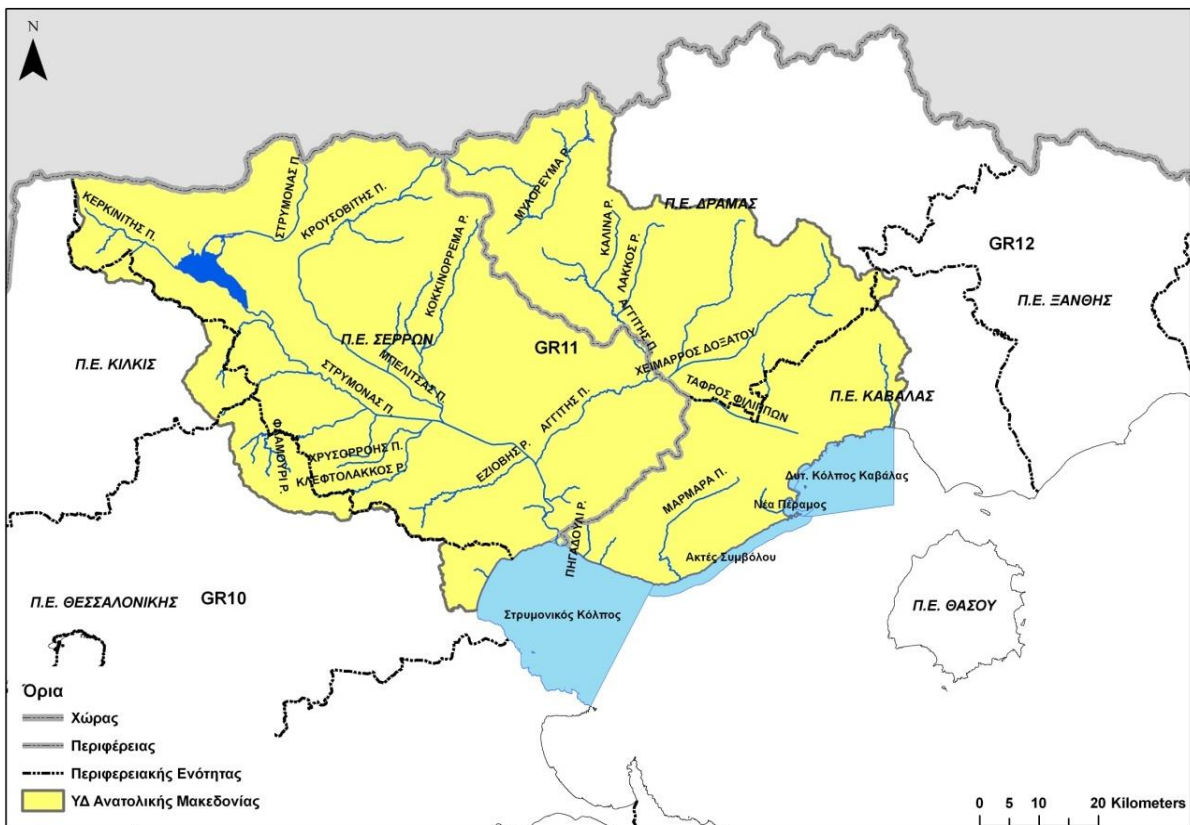 N
ΚΕΡΚΙΝΙΤΗΣ Π.
ΣΤΡΥΜΟΝΑΣ Π.
ΚΡΟΥΣΟΒΙΤΗΣ Π.
ΚΟΚΚΙΝΟΡΡΕΜΑ Ρ.
ΜΥΛΟΡΕΥΜΑ Ρ.
ΚΑΛΙΝΑ Ρ.
ΛΑΚΚΟΣ Ρ.
Π.Ε. ΔΡΑΜΑΣ
GR12
Π.Ε. ΞΑΝΘΗΣ
Π.Ε. ΚΙΛΚΙΣ
Π.Ε. ΣΕΡΡΩΝ
ΜΠΕΛΙΤΣΑΣ Π.
GR11
ΑΓΓΙΤΗΣ Π.
ΧΕΙΜΑΡΡΟΣ ΔΟΞΑΤΟΥ
ΤΑΦΡΟΣ ΦΙΛΙΠΠΩΝ
Π.Ε. ΚΑΒΑΛΑΣ
ΣΤΡΥΜΟΝΑΣ Π.
ΑΓΓΙΤΗΣ Π.
ΦΛΑΜΟΥΡΙ Ρ.
ΧΡΥΣΟΡΡΟΗΣ Π.
ΚΛΕΦΤΟΛΑΚΚΟΣ Ρ.
ΕΖΙΟΒΗΣ Ρ.
ΜΑΡΜΑΡΑ Π.
Δυτ. Κόλπος Καβάλας
Νέα Πέραμος
ΠΗΓΑΔΟΥΛΙ Ρ.
Ακτές Συμβόλου
Π.Ε. ΘΕΣΣΑΛΟΝΙΚΗΣ
GR10
Στρυμονικός Κόλπος
Π.Ε. ΘΑΣΟΥ
Όρια
Χώρας
Περιφέρειας
Περιφερειακής Ενότητας
ΥΔ Ανατολικής Μακεδονίας
0 5 10 20 Kilometers